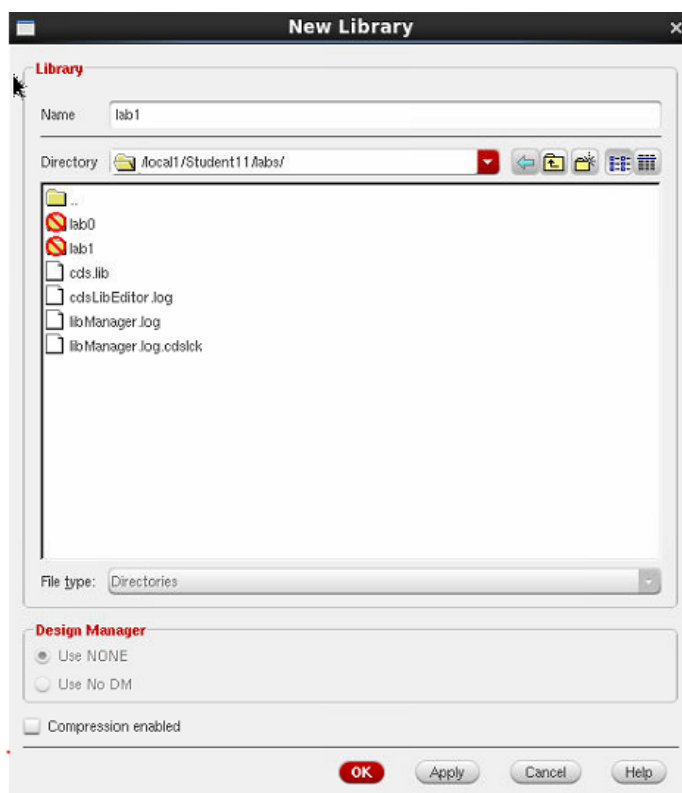 New Library
Library
Name lab1
Directory /local1/Student11/labs/
..
lab0
lab1
cds.lib
cdsLibEditor.log
libManager.log
libManager.log.cdslck
File type: Directories
Design Manager
Use NONE
Use No DM
Compression enabled
OK Apply Cancel Help